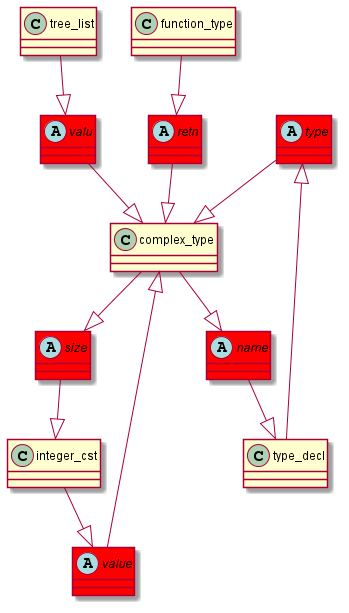 C tree_list
C function_type
A valu
A retn
A type
C complex_type
A size
A name
C integer_cst
C type_decl
A value